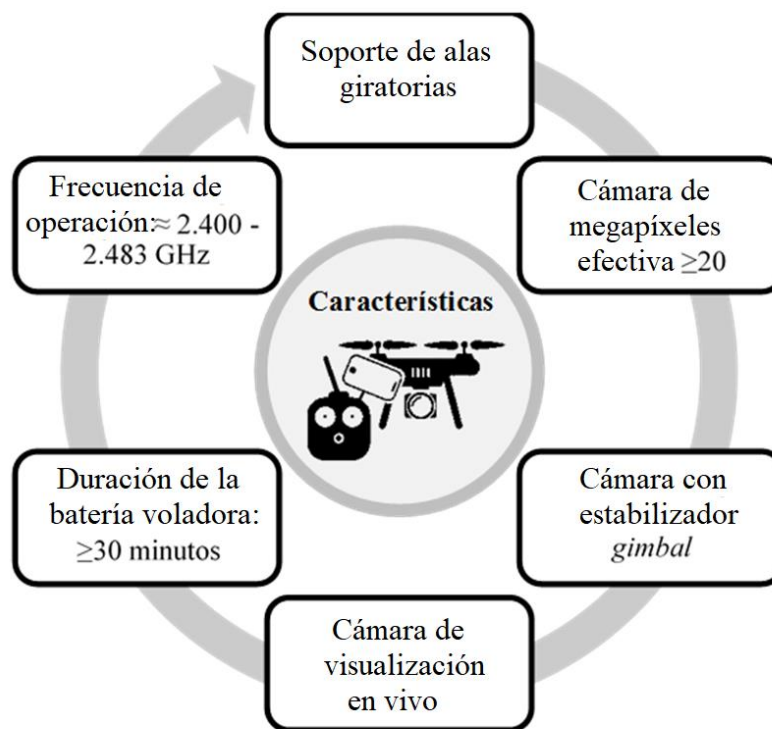 Soporte de alas
giratorias
Frecuencia de
operación:≈ 2.400 -
2.483 GHz
Cámara de
megapíxeles
efectiva ≥20
Característicás
Duración de la
batería voladora:
≥30 minutos
Cámara con
estabilizador
gimbal
Cámara de
visualización
en vivo